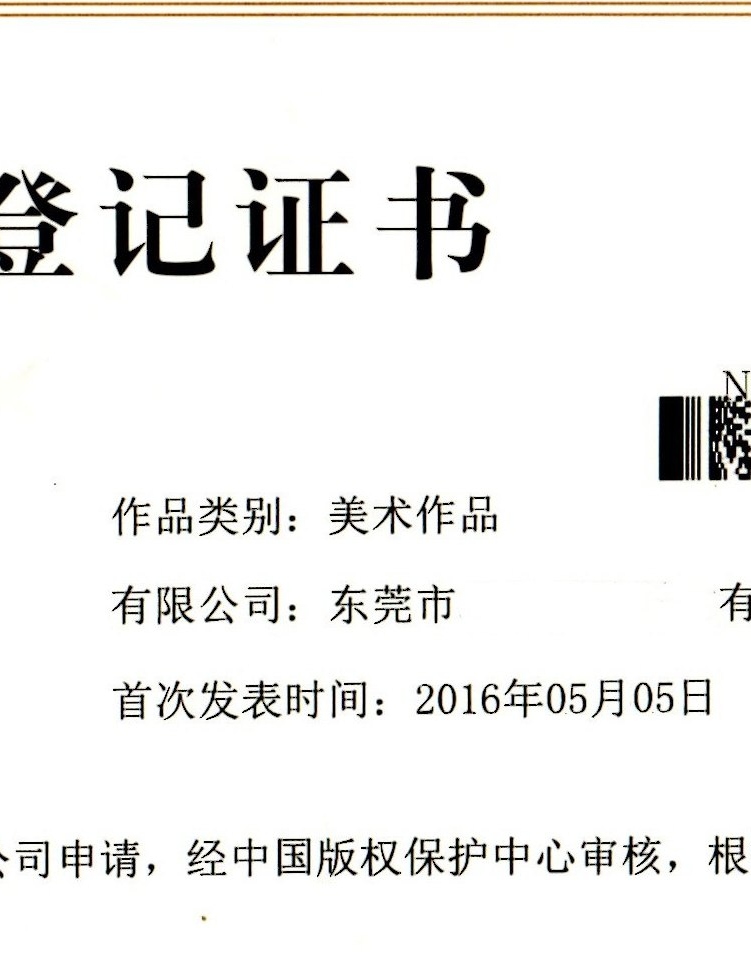 登记证书
N
作品类别：美术作品
有限公司：东莞市 有
首次发表时间：2016年05月05日
公司申请，经中国版权保护中心审核，根